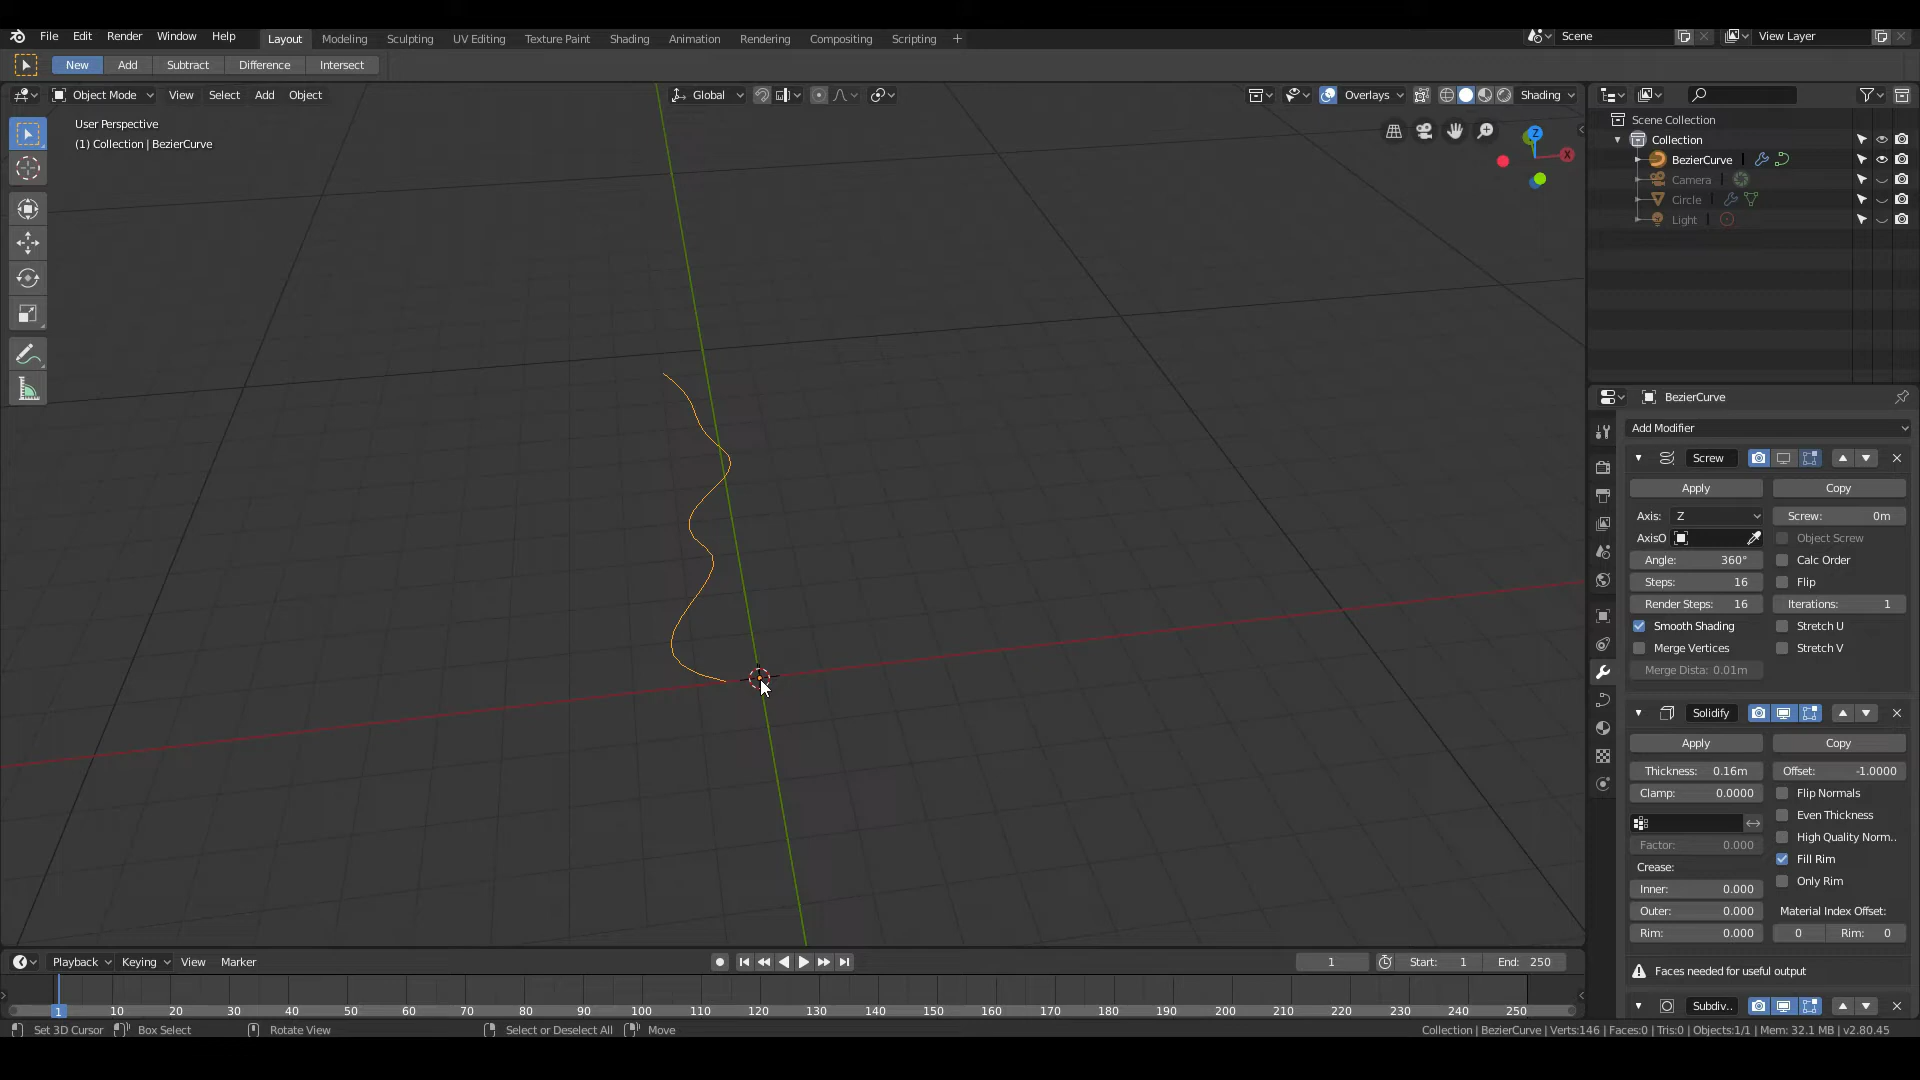 File Edit Render Window Help Layout Modeling Sculpting UV Editing Texture Paint Shading Animation Rendering Compositing Scripting + Scene View Layer
New Add Subtract Difference Intersect
Object Mode View Select Add Object Global Overlays Shading
User Perspective
(1) Collection | BezierCurve
Z
X
Scene Collection
Collection
BezierCurve
Camera
Circle
Light
BezierCurve
Add Modifier
Screw
Apply Copy
Axis: Z Screw: 0m
AxisO Object Screw
Angle: 360° Calc Order
Steps: 16 Flip
Render Steps: 16 Iterations: 1
Smooth Shading Stretch U
Merge Vertices Stretch V
Merge Dista: 0.01m
Solidify
Apply Copy
Thickness: 0.16m Offset: -1.0000
Clamp: 0.0000 Flip Normals
Even Thickness
High Quality Norm..
Factor: 0.000 Fill Rim
Crease: Only Rim
Inner: 0.000
Outer: 0.000 Material Index Offset:
Rim: 0.000 0 Rim: 0
Faces needed for useful output
Subdiv..
Playback Keying View Marker 1 Start: 1 End: 250
1 10 20 30 40 50 60 70 80 90 100 110 120 130 140 150 160 170 180 190 200 210 220 230 240 250
Set 3D Cursor Box Select Rotate View Select or Deselect All Move Collection | BezierCurve | Verts:146 | Faces:0 | Tris:0 | Objects:1/1 | Mem: 32.1 MB | v2.80.45